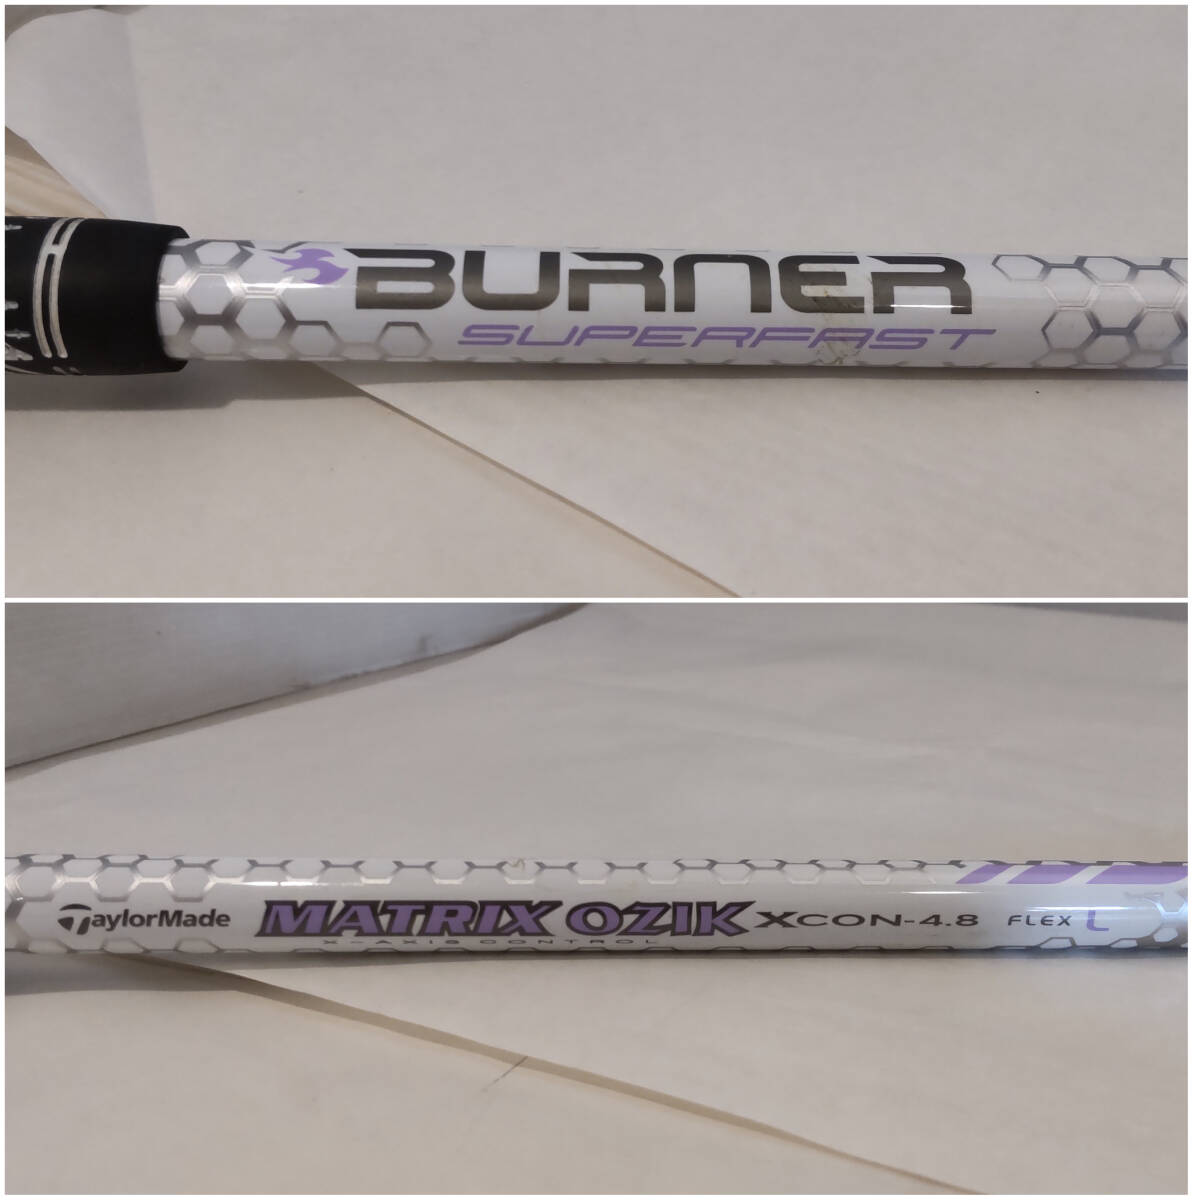 BURNER
SUPERFAST
TaylorMade MATRIX OZIK XCON-4.8 FLEX L
X-AXIS CONTROL